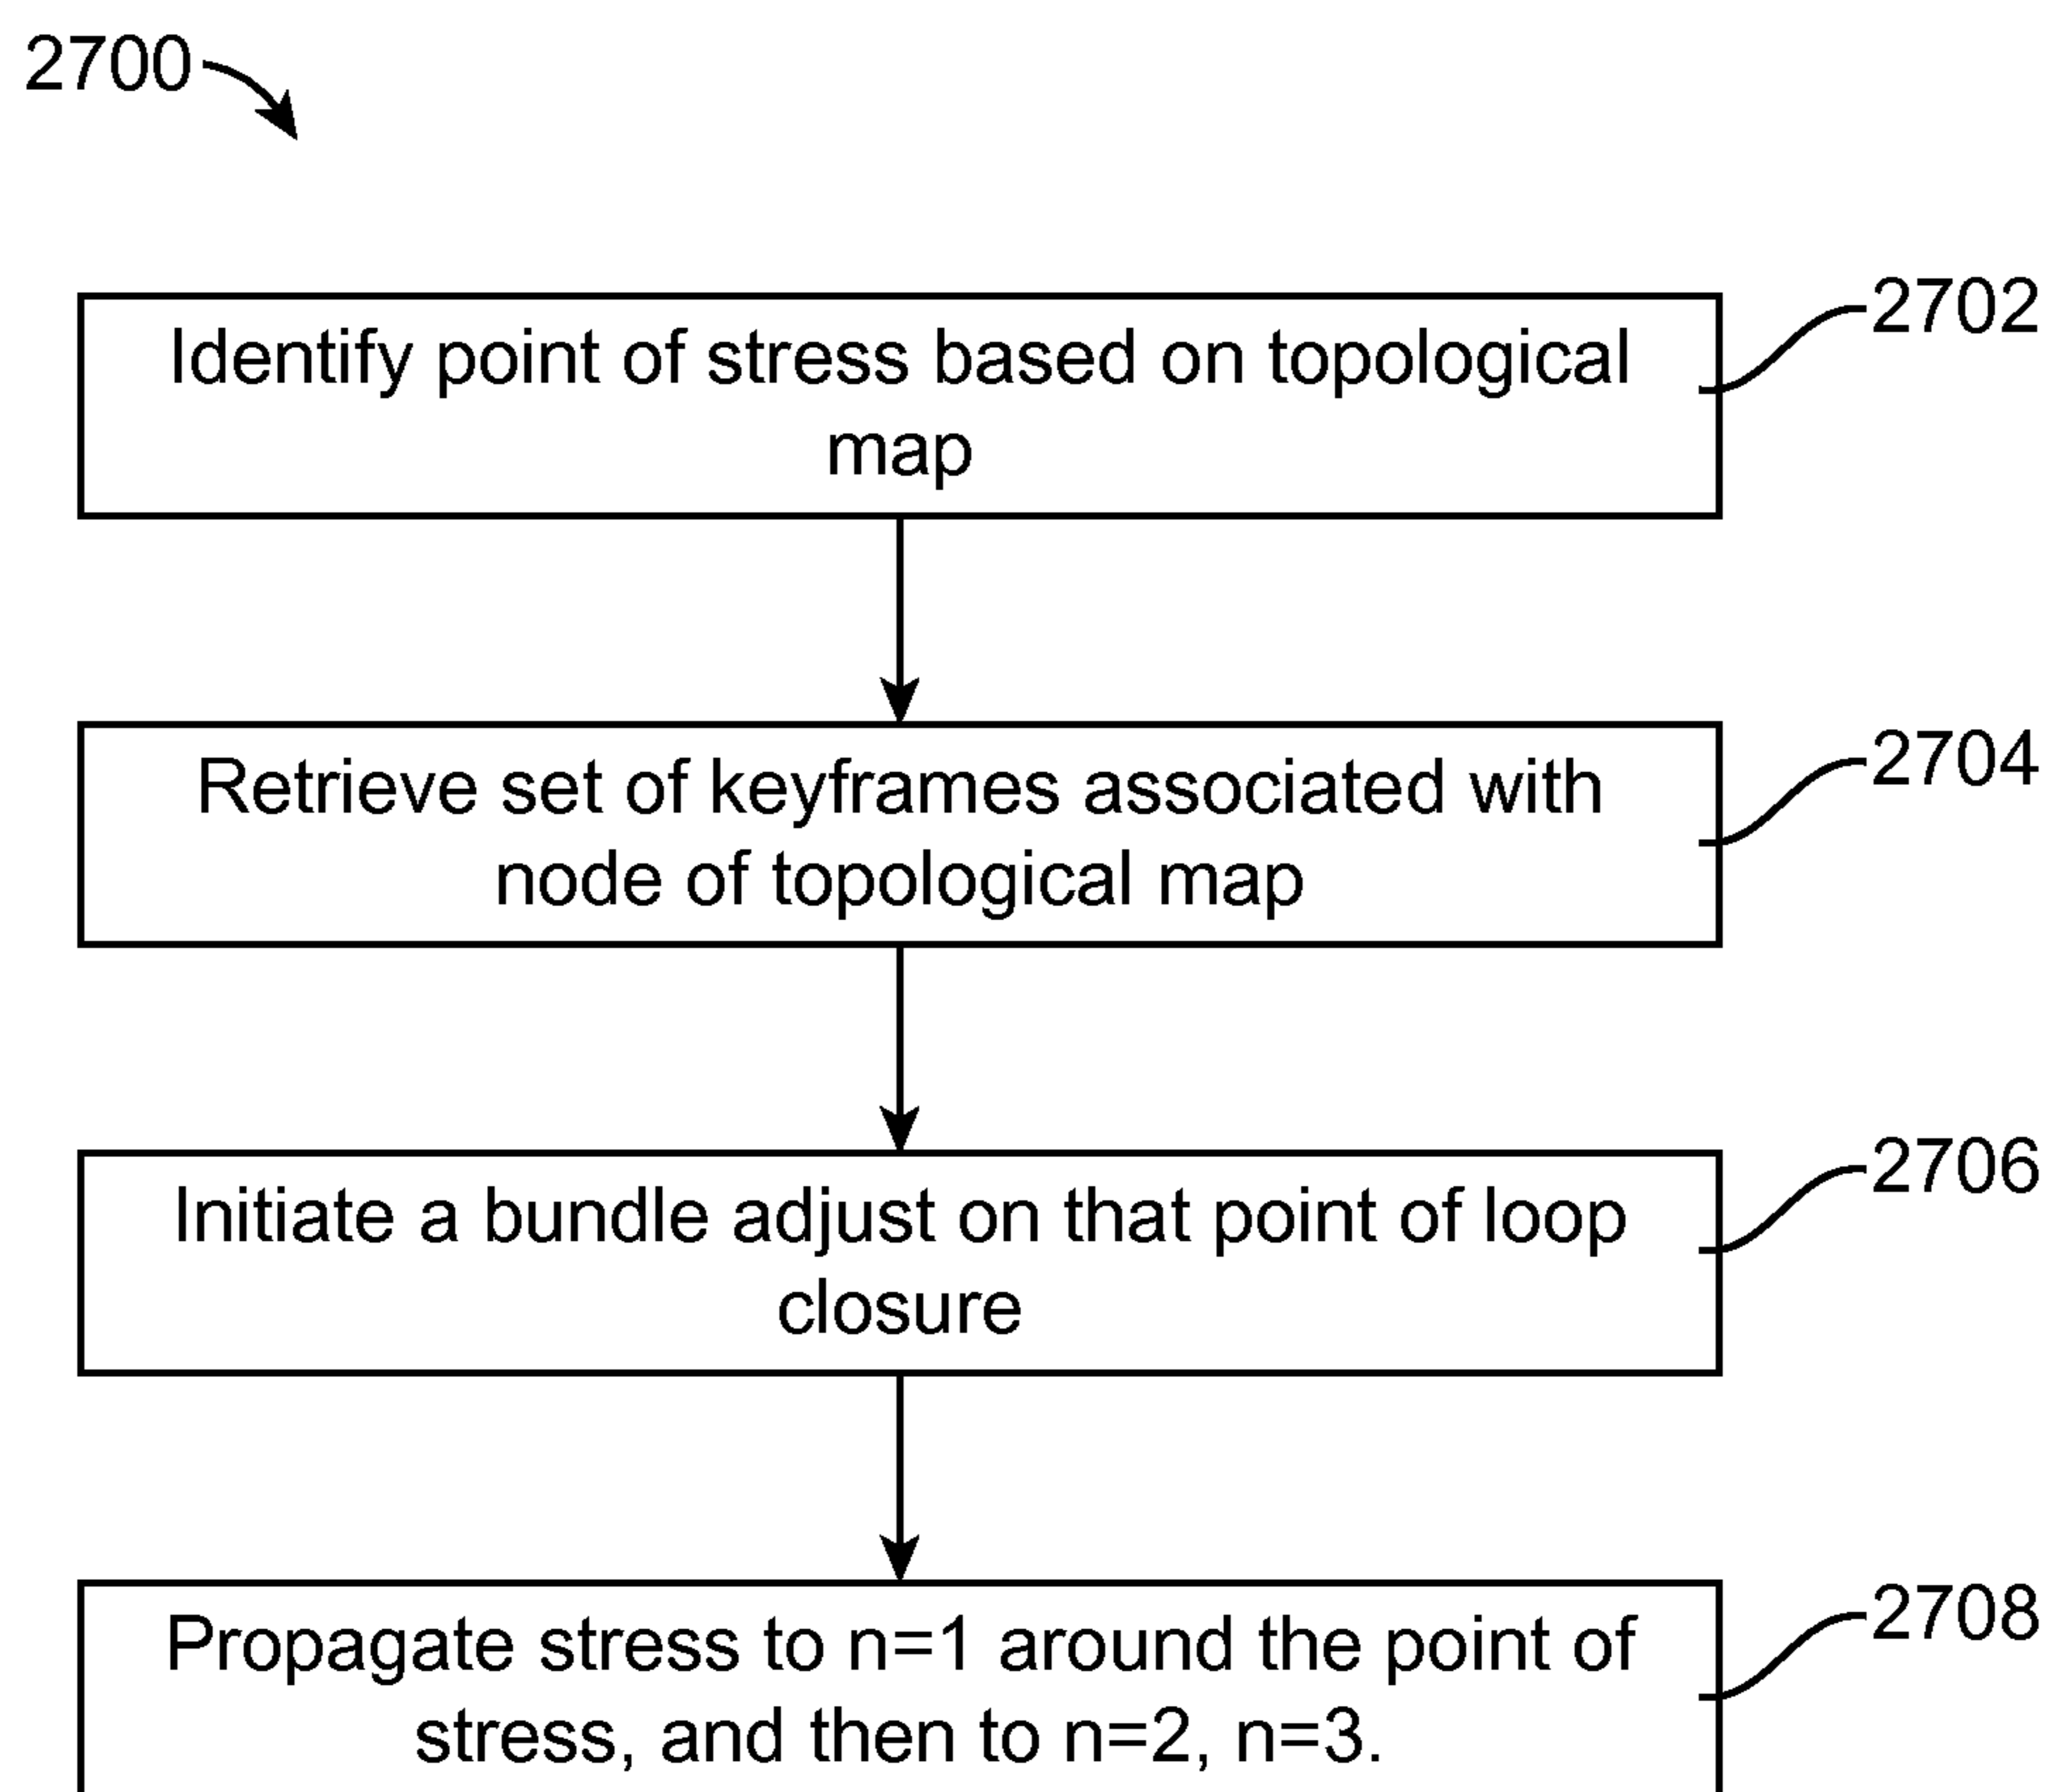 2700
Identify point of stress based on topological
map
2702
Retrieve set of keyframes associated with
node of topological map
2704
Initiate a bundle adjust on that point of loop
closure
2706
Propagate stress to n=1 around the point of
stress, and then to n=2, n=3.
2708